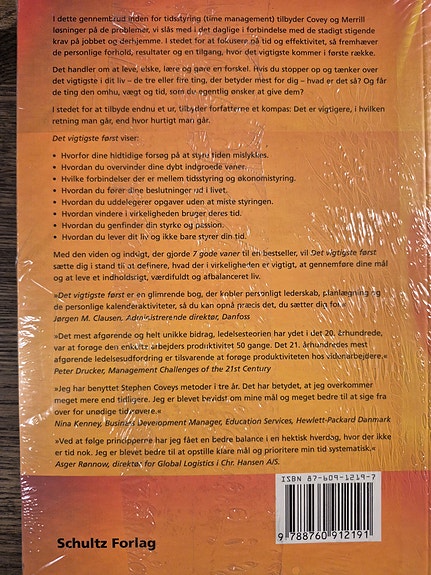 I dette gennembrud inden for tidsstyring (time management) tilbyder Covey og Merrill
løsninger på de problemer, vi slås med i det daglige i forbindelse med de stadigt stigende
krav på jobbet og derhjemme. I stedet for at fokusere på tid og effektivitet, så fremhæver
de personlige forhold, resultater og en tilgang, hvor det vigtigste kommer i første række.
Det handler om at leve, elske, lære og gøre en forskel. Hvis du stopper op og tænker over
det vigtigste i dit liv – de tre eller fire ting, der betyder mest for dig – hvad er det så? Og får
de ting den omhu, vægt og tid, som du egentlig ønsker at give dem?
I stedet for at tilbyde endnu et ur, tilbyder forfatterne et kompas: Det er vigtigere, i hvilken
retning man går, end hvor hurtigt man går.
Det vigtigste først viser:
• Hvorfor dine hidtidige forsøg på at styre tiden mislykkes.
• Hvordan du overvinder dine dybt indgroede vaner.
• Hvilke forbindelser der er mellem tidsstyring og økonomistyring.
• Hvordan du fører dine beslutninger ud i livet.
• Hvordan du uddelegerer opgaver uden at miste styringen.
• Hvordan vindere i virkeligheden bruger deres tid.
• Hvordan du genfinder din styrke og passion.
• Hvordan du lever dit liv og ikke bare styrer din tid.
Med den viden og indsigt, der gjorde 7 gode vaner til en bestseller, vil Det vigtigste først
sætte dig i stand til at definere, hvad der i virkeligheden er vigtigt, at gennemføre dine mål
og at leve et indholdsrigt, værdifuldt og afbalanceret liv.
»Det vigtigste først er en glimrende bog, der kobler personligt lederskab, planlægning og
de personlige kalenderaktiviteter, så du kan opnå præcis det, du sætter dig for.«
Jørgen M. Clausen. Administrerende direktør, Danfoss
»Det mest afgørende og helt unikke bidrag, ledelsesteorien har ydet i det 20. århundrede,
var at forøge den enkelte arbejders produktivitet 50 gange. Det 21. århundredes mest
afgørende ledelsesudfordring er tilsvarende at forøge produktiviteten hos vidensarbejdere.«
Peter Drucker, Management Challenges of the 21st Century
»Jeg har benyttet Stephen Coveys metoder i tre år. Det har betydet, at jeg overkommer
meget mere end tidligere. Jeg er blevet bevidst om mine mål og meget bedre til at sige fra
over for unødige tidrøvere.«
Nina Kenney, Business Development Manager, Education Services, Hewlett-Packard Danmark
»Ved at følge principperne har jeg fået en bedre balance i en hektisk hverdag, hvor der ikke
er tid nok. Jeg er blevet bedre til at opstille klare mål og prioritere min tid systematisk.«
Asger Rønnow, direktør for Global Logistics i Chr. Hansen A/S.
ISBN 87-609-1219-7
9 788760 912191
Schultz Forlag